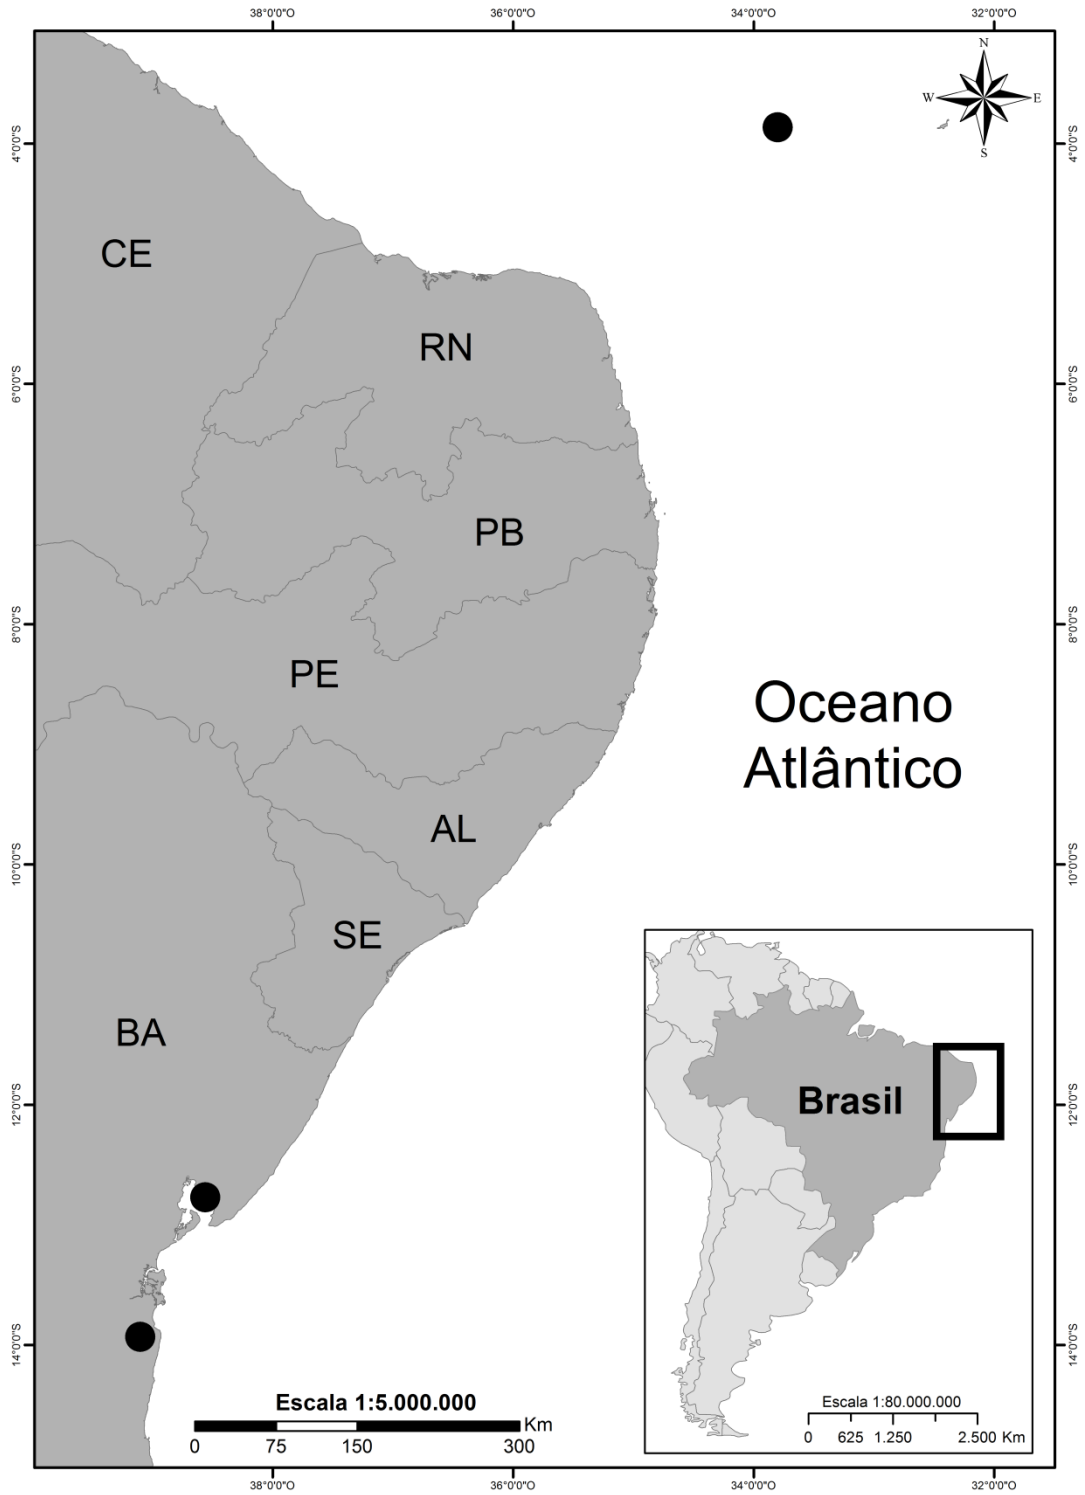 38°0'0"O 36°0'0"O 34°0'0"O 32°0'0"O
N
W E
S
4°0'0"S 4°0'0"S
CE
RN
6°0'0"S 6°0'0"S
PB
8°0'0"S 8°0'0"S
PE
Oceano
Atlântico
AL
10°0'0"S 10°0'0"S
SE
BA
Brasil
12°0'0"S 12°0'0"S
14°0'0"S 14°0'0"S
Escala 1:5.000.000
Km
0 75 150 300
Escala 1:80.000.000
0 625 1.250 2.500 Km
38°0'0"O 36°0'0"O 34°0'0"O 32°0'0"O